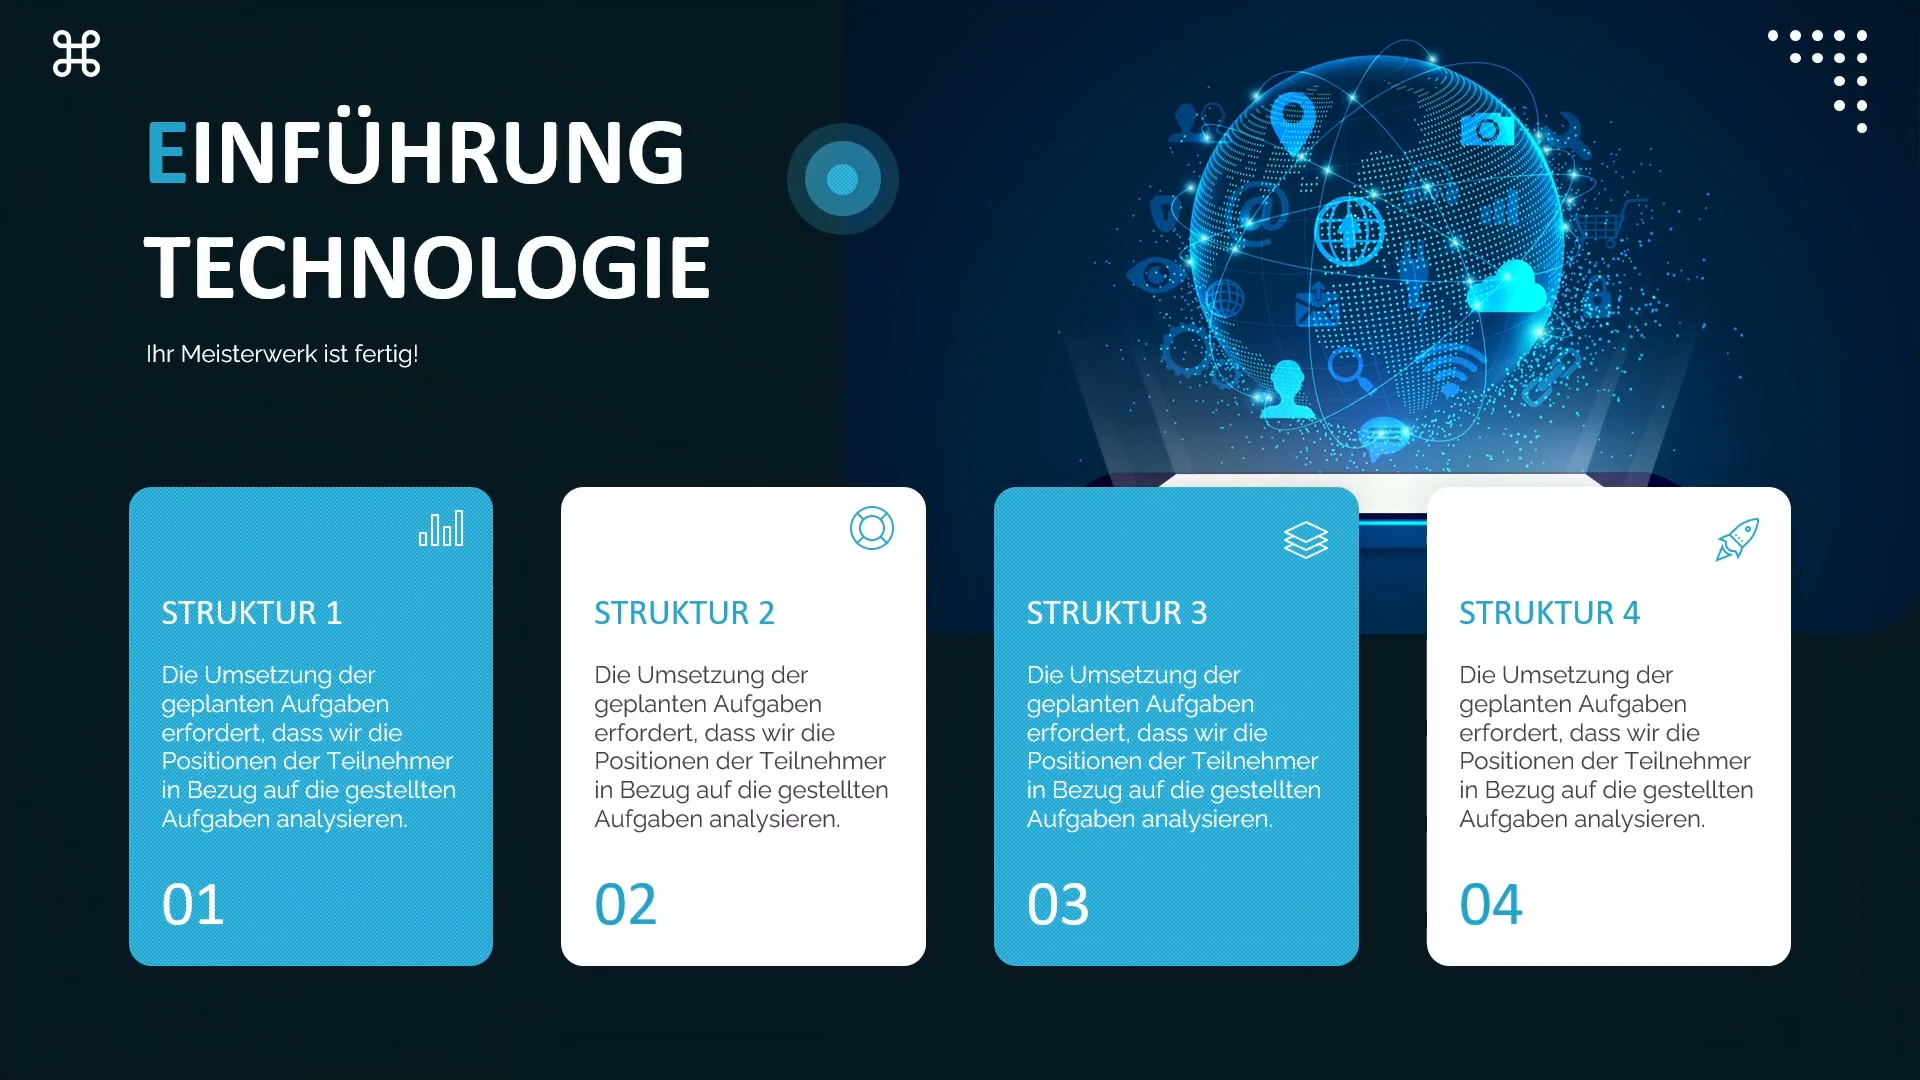 EINFÜHRUNG
TECHNOLOGIE
Ihr Meisterwerk ist fertig!
STRUKTUR 1
Die Umsetzung der
geplanten Aufgaben
erfordert, dass wir die
Positionen der Teilnehmer
in Bezug auf die gestellten
Aufgaben analysieren.
01
STRUKTUR 2
Die Umsetzung der
geplanten Aufgaben
erfordert, dass wir die
Positionen der Teilnehmer
in Bezug auf die gestellten
Aufgaben analysieren.
02
STRUKTUR 3
Die Umsetzung der
geplanten Aufgaben
erfordert, dass wir die
Positionen der Teilnehmer
in Bezug auf die gestellten
Aufgaben analysieren.
03
STRUKTUR 4
Die Umsetzung der
geplanten Aufgaben
erfordert, dass wir die
Positionen der Teilnehmer
in Bezug auf die gestellten
Aufgaben analysieren.
04